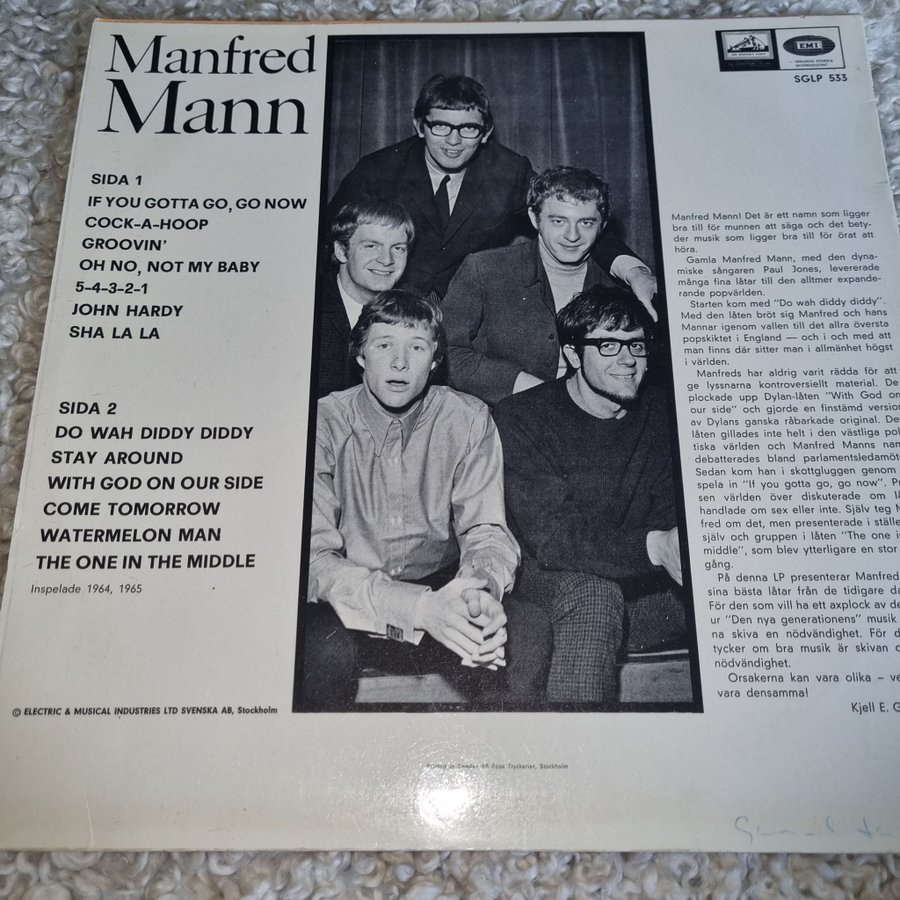 Manfred
Mann
SIDA 1
IF YOU GOTTA GO, GO NOW
COCK-A-HOOP
GROOVIN'
OH NO, NOT MY BABY
5-4-3-2-1
JOHN HARDY
SHA LA LA
SIDA 2
DO WAH DIDDY DIDDY
STAY AROUND
WITH GOD ON OUR SIDE
COME TOMORROW
WATERMELON MAN
THE ONE IN THE MIDDLE
Inspelade 1964, 1965
© ELECTRIC & MUSICAL INDUSTRIES LTD SVENSKA AB, Stockholm
EMI
SGLP 533
Manfred Mann! Det är ett namn som ligger
bra till för munnen att säga och det bety-
der musik som ligger bra till för örat att
höra.
Gamla Manfred Mann, med den dyna-
miske sångaren Paul Jones, levererade
många fina låtar till den alltmer expande-
rande popvärlden.
Starten kom med "Do wah diddy diddy".
Med den låten bröt sig Manfred och hans
Mannar igenom vallen till det allra översta
popskiktet i England — och i och med att
man finns där sitter man i allmänhet högst
i världen.
Manfreds har aldrig varit rädda för att
ge lyssnarna kontroversiellt material. De
plockade upp Dylan-låten "With God on
our side" och gjorde en finstämd version
av Dylans ganska råbarkade original. De
låten gillades inte helt i den västliga pol
tiska världen och Manfred Manns nam
debatterades bland parlamentsledamöt
Sedan kom han i skottgluggen genom
spela in "If you gotta go, go now". P
sen världen över diskuterade om l
handlade om sex eller inte. Själv teg M
fred om det, men presenterade i ställe
själv och gruppen i låten "The one i
middle", som blev ytterligare en stor
gång.
På denna LP presenterar Manfred
sina bästa låtar från de tidigare da
För den som vill ha ett axplock av de
ur "Den nya generationens" musik
na skiva en nödvändighet. För d
tycker om bra musik är skivan
nödvändighet.
Orsakerna kan vara olika – ve
vara densamma!
Kjell E. G
Tryckerier, Stockholm